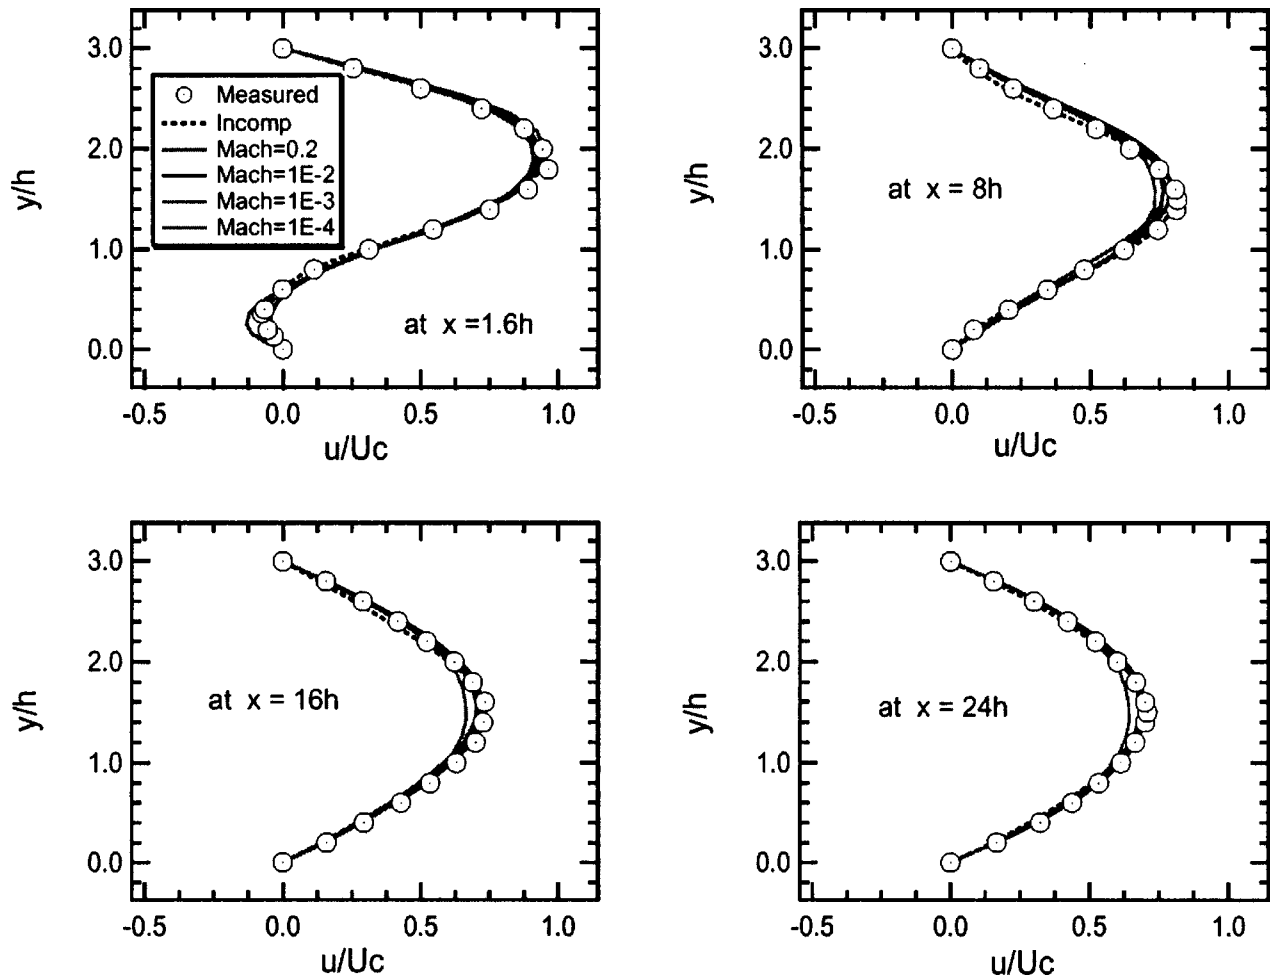 3.0
2.0
1.0
0.0
y/h
Measured
Incomp
Mach=0.2
Mach=1E-2
Mach=1E-3
Mach=1E-4
at x =1.6h
-0.5 0.0 0.5 1.0
u/Uc
3.0
2.0
1.0
0.0
y/h
at x = 8h
-0.5 0.0 0.5 1.0
u/Uc
3.0
2.0
1.0
0.0
y/h
at x = 16h
-0.5 0.0 0.5 1.0
u/Uc
3.0
2.0
1.0
0.0
y/h
at x = 24h
-0.5 0.0 0.5 1.0
u/Uc